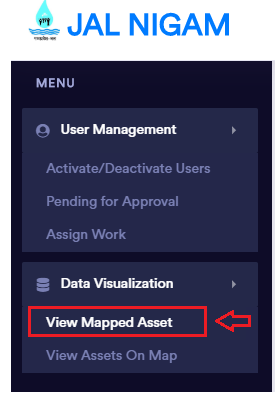 JAL NIGAM
MENU
User Management
Activate/Deactivate Users
Pending for Approval
Assign Work
Data Visualization
View Mapped Asset
View Assets On Map